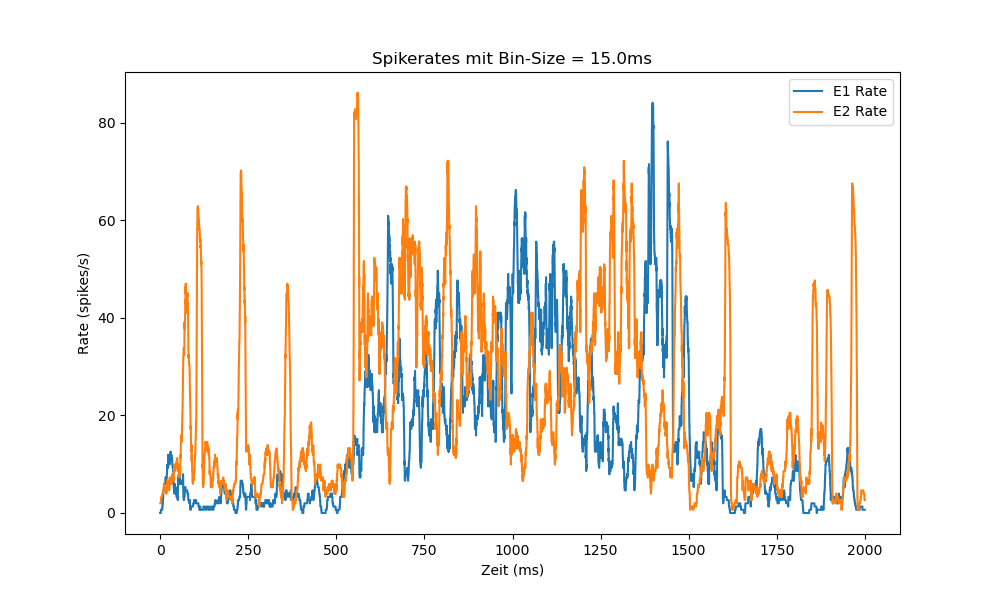 Spikerates mit Bin-Size = 15.0ms
E1 Rate
E2 Rate
Rate (spikes/s)
80
60
40
20
0
0 250 500 750 1000 1250 1500 1750 2000
Zeit (ms)